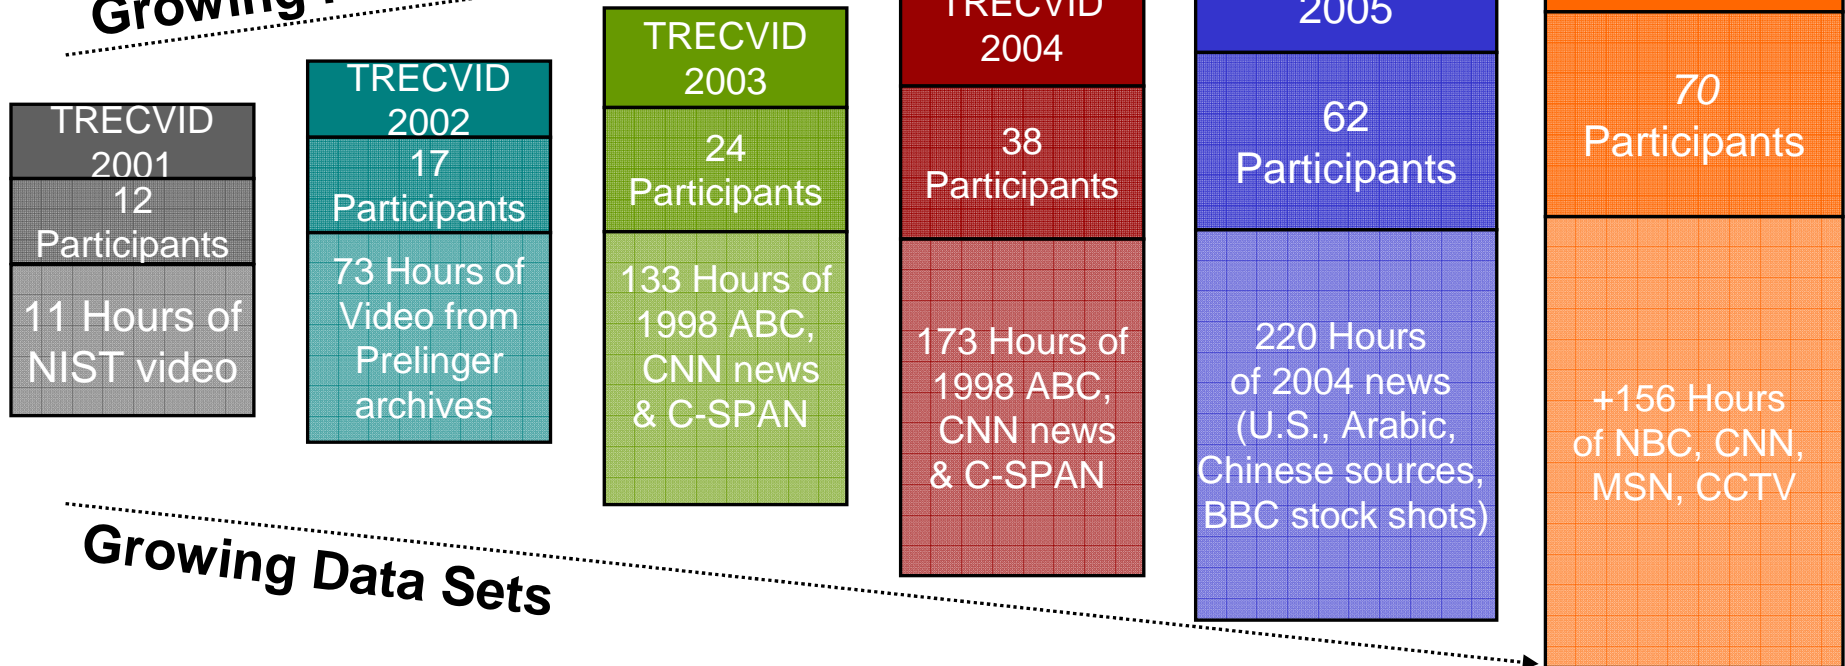 Growing
TRECVID
2001
12
Participants
11 Hours of
NIST video
TRECVID
2002
17
Participants
73 Hours of
Video from
Prelinger
archives
TRECVID
2003
24
Participants
133 Hours of
1998 ABC,
CNN news
& C-SPAN
TRECVID
2004
38
Participants
173 Hours of
1998 ABC,
CNN news
& C-SPAN
2005
62
Participants
220 Hours
of 2004 news
(U.S., Arabic,
Chinese sources,
BBC stock shots)
70
Participants
+156 Hours
of NBC, CNN,
MSN, CCTV
Growing Data Sets